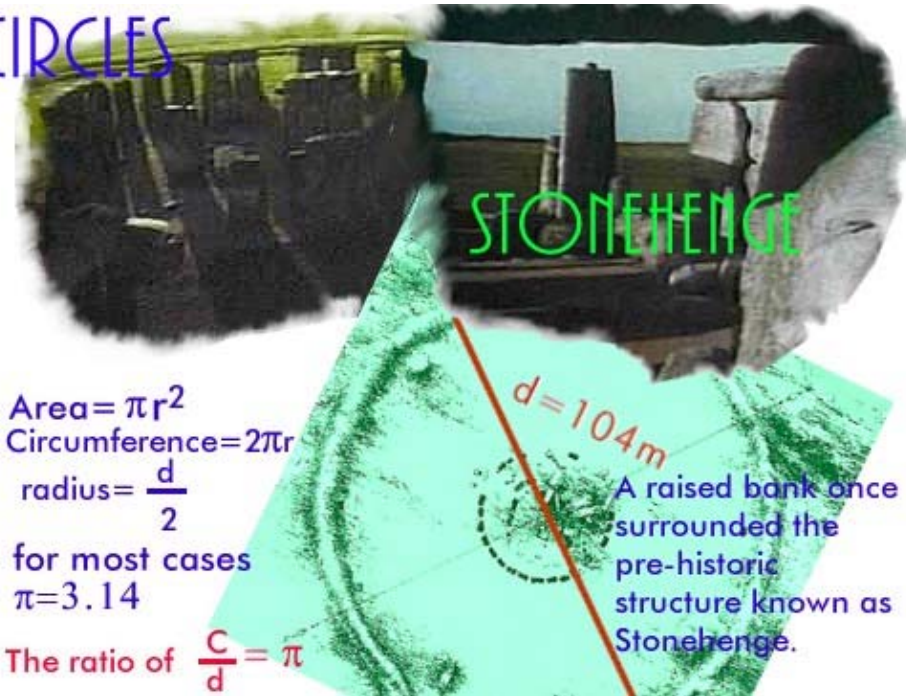 CIRCLES
STONEHENGE
d=104m
Area= πr²
Circumference=2πr
radius= d/2
for most cases
π=3.14
The ratio of C/d = π
A raised bank once
surrounded the
pre-historic
structure known as
Stonehenge.